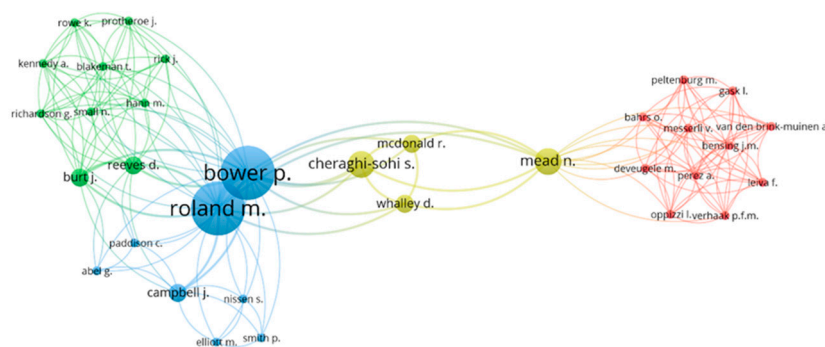 rowe k.
protheroe j.
kennedy a.
blakeman t.
rick j.
richardson g.
small n.
hann m.
burt j.
reeves d.
bower p.
roland m.
paddison c.
abel g.
campbell j.
nissen s.
elliott m.
smith p.
mcdonald r.
cheraghi-sohi s.
whalley d.
mead n.
peltenburg m.
gask l.
bahrs o.
messerli v.
van den brink-muinen a
bensing j.m.
deveugele m.
perez a.
leiva f.
oppizzi l.
verhaak p.f.m.